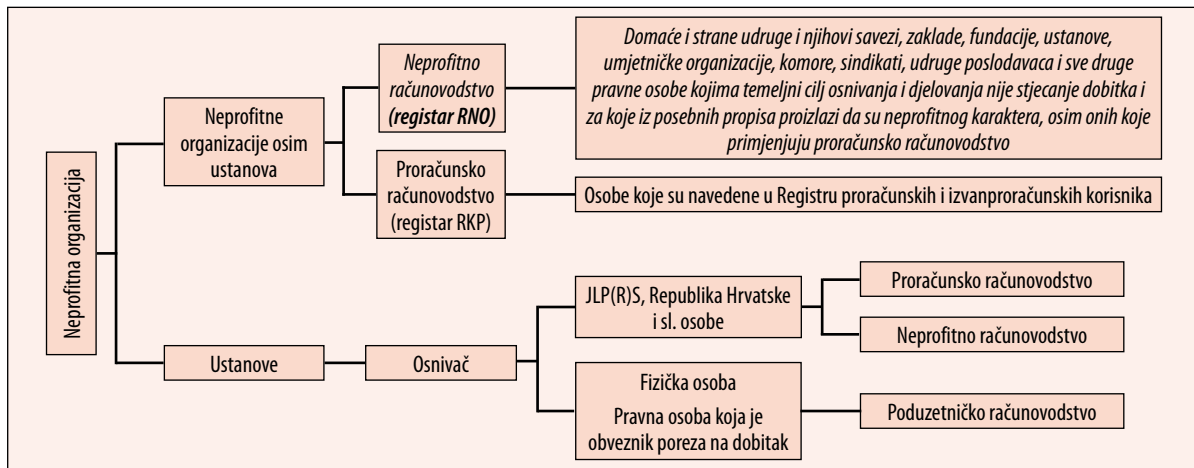 Neprofitna organizacija
Neprofitne
organizacije osim
ustanova
Neprofitno
računovodstvo
(registar RNO)
Domaće i strane udruge i njihovi savezi, zaklade, fundacije, ustanove,
umjetničke organizacije, komore, sindikati, udruge poslodavaca i sve druge
pravne osobe kojima temeljni cilj osnivanja i djelovanja nije stjecanje dobitka i
za koje iz posebnih propisa proizlazi da su neprofitnog karaktera, osim onih koje
primjenjuju proračunsko računovodstvo
Proračunsko
računovodstvo
(registar RKP)
Osobe koje su navedene u Registru proračunskih i izvanproračunskih korisnika
Ustanove
Osnivač
JLP(R)S, Republika Hrvatske
i sl. osobe
Proračunsko računovodstvo
Neprofitno računovodstvo
Fizička osoba
Pravna osoba koja je
obveznik poreza na dobitak
Poduzetničko računovodstvo